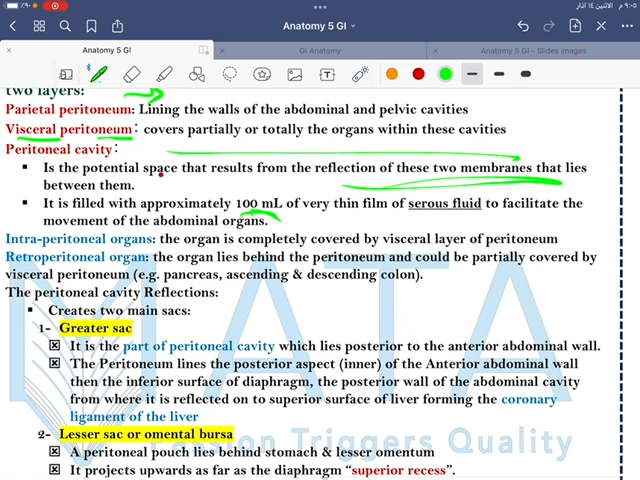 ٪٩٠
٩:٠٥ م الاثنين ١٤ آذار
Anatomy 5 GI
Anatomy 5 GI
GI Anatomy
Anatomy 5 GI - Slides images
two layers:
Parietal peritoneum: Lining the walls of the abdominal and pelvic cavities
Visceral peritoneum: covers partially or totally the organs within these cavities
Peritoneal cavity:
▪ Is the potential space that results from the reflection of these two membranes that lies
between them.
▪ It is filled with approximately 100 mL of very thin film of serous fluid to facilitate the
movement of the abdominal organs.
Intra-peritoneal organs: the organ is completely covered by visceral layer of peritoneum
Retroperitoneal organ: the organ lies behind the peritoneum and could be partially covered by
visceral peritoneum (e.g. pancreas, ascending & descending colon).
The peritoneal cavity Reflections:
▪ Creates two main sacs:
1- Greater sac
☒ It is the part of peritoneal cavity which lies posterior to the anterior abdominal wall.
☒ The Peritoneum lines the posterior aspect (inner) of the Anterior abdominal wall
then the inferior surface of diaphragm, the posterior wall of the abdominal cavity
from where it is reflected on to superior surface of liver forming the coronary
ligament of the liver
2- Lesser sac or omental bursa
☒ A peritoneal pouch lies behind stomach & lesser omentum
☒ It projects upwards as far as the diaphragm “superior recess”.
MATA
Passion Triggers Quality